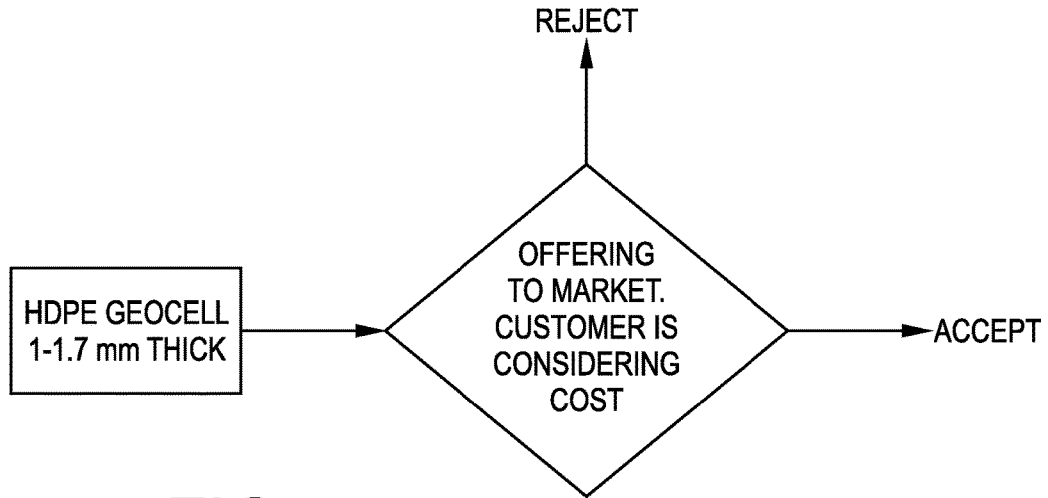 REJECT
OFFERING
TO MARKET.
CUSTOMER IS
CONSIDERING
COST
HDPE GEOCELL
1-1.7 mm THICK
ACCEPT